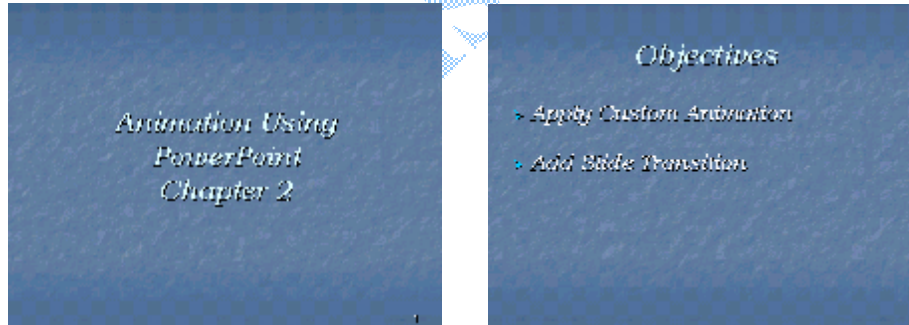 Animation Using
PowerPoint
Chapter 2
1
Objectives
Apply Custom Animation
Add Slide Transition